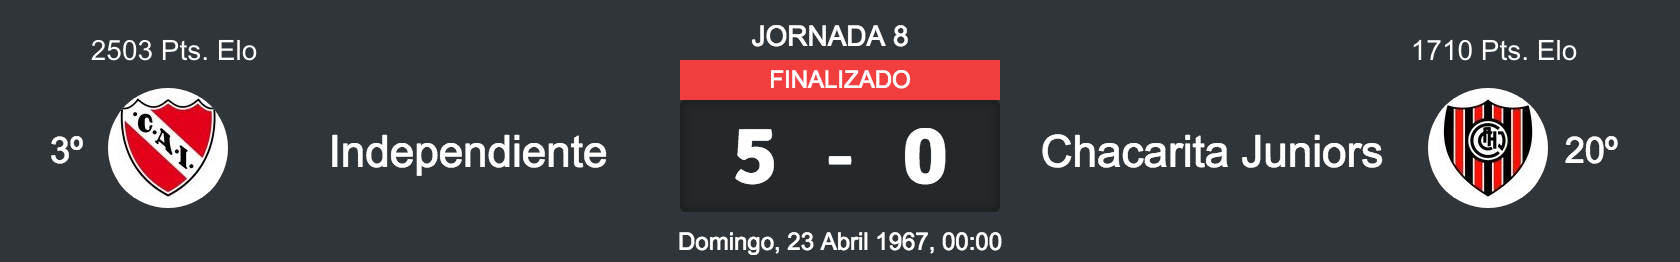 JORNADA 8
2503 Pts. Elo
FINALIZADO
1710 Pts. Elo
3º
·C.A.I.
Independiente
5 - 0
Chacarita Juniors
20º
Domingo, 23 Abril 1967, 00:00